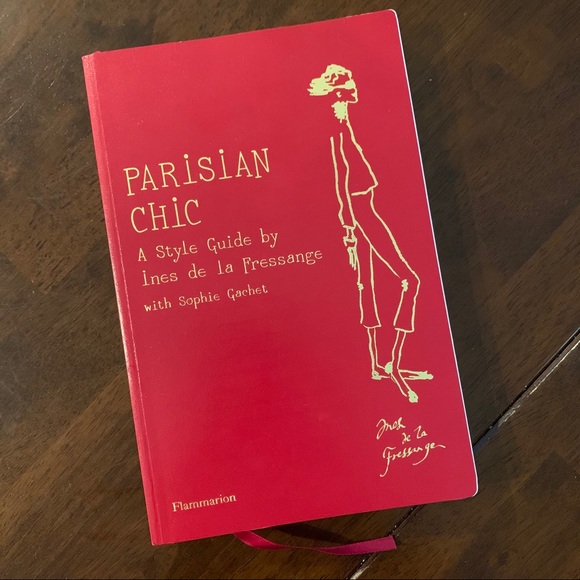 PARiSiAN
CHiC
A Style Guide by
ines de la Fressange
with Sophie Gachet
ines
de la
Fressange
Flammarion